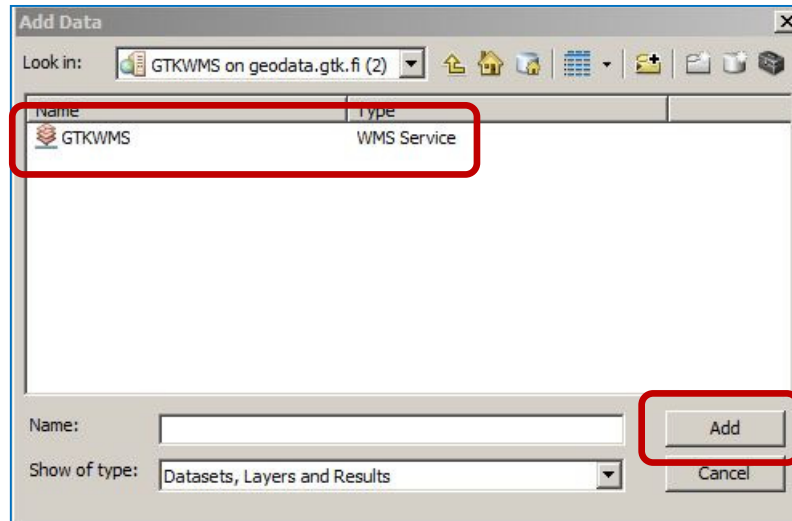 Add Data
Look in: GTKWMS on geodata.gtk.fi (2)
Name Type
GTKWMS WMS Service
Name: Add
Show of type: Datasets, Layers and Results Cancel